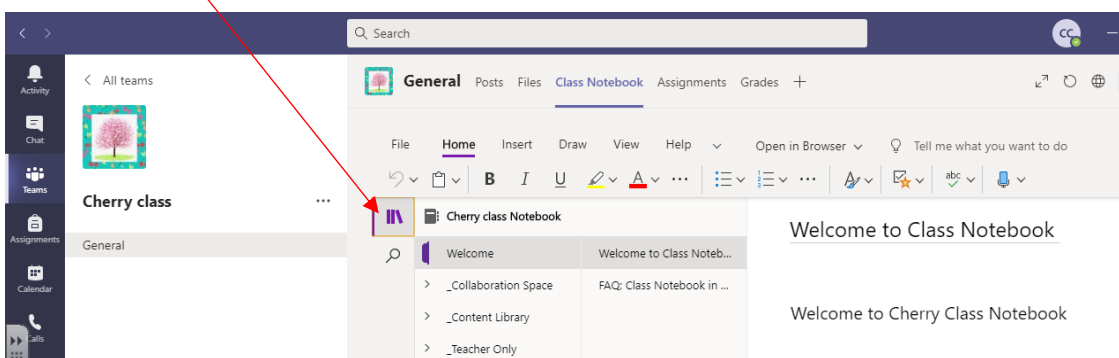 Search
CC
Activity
Chat
Teams
Assignments
Calendar
Calls
All teams
Cherry class
General
General Posts Files Class Notebook Assignments Grades
File Home Insert Draw View Help Open in Browser Tell me what you want to do
B I U A abc
Cherry class Notebook
Welcome
_Collaboration Space
_Content Library
_Teacher Only
Welcome to Class Noteb...
FAQ: Class Notebook in ...
Welcome to Class Notebook
Welcome to Cherry Class Notebook